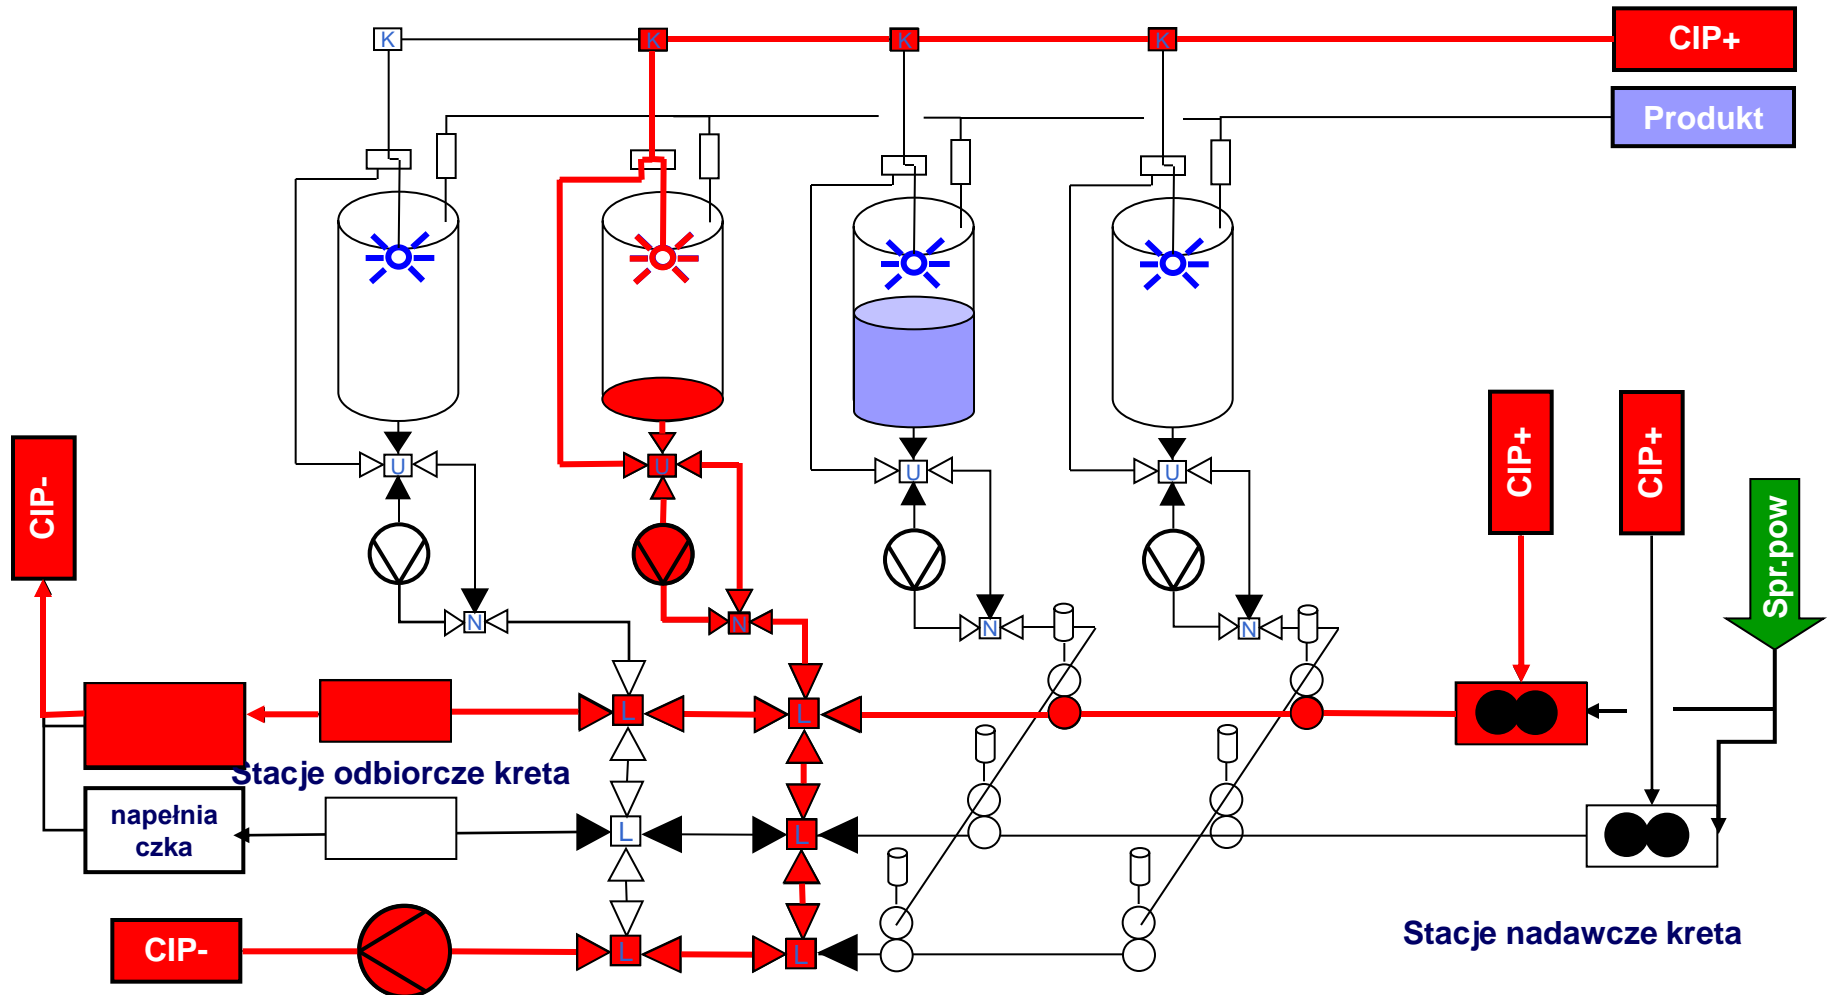 K
K
K
K
CIP+
Produkt
U
U
U
U
CIP-
CIP+
CIP+
Spr.pow
N
N
N
N
L
L
Stacje odbiorcze kreta
napełnia
czka
L
L
CIP-
L
L
Stacje nadawcze kreta